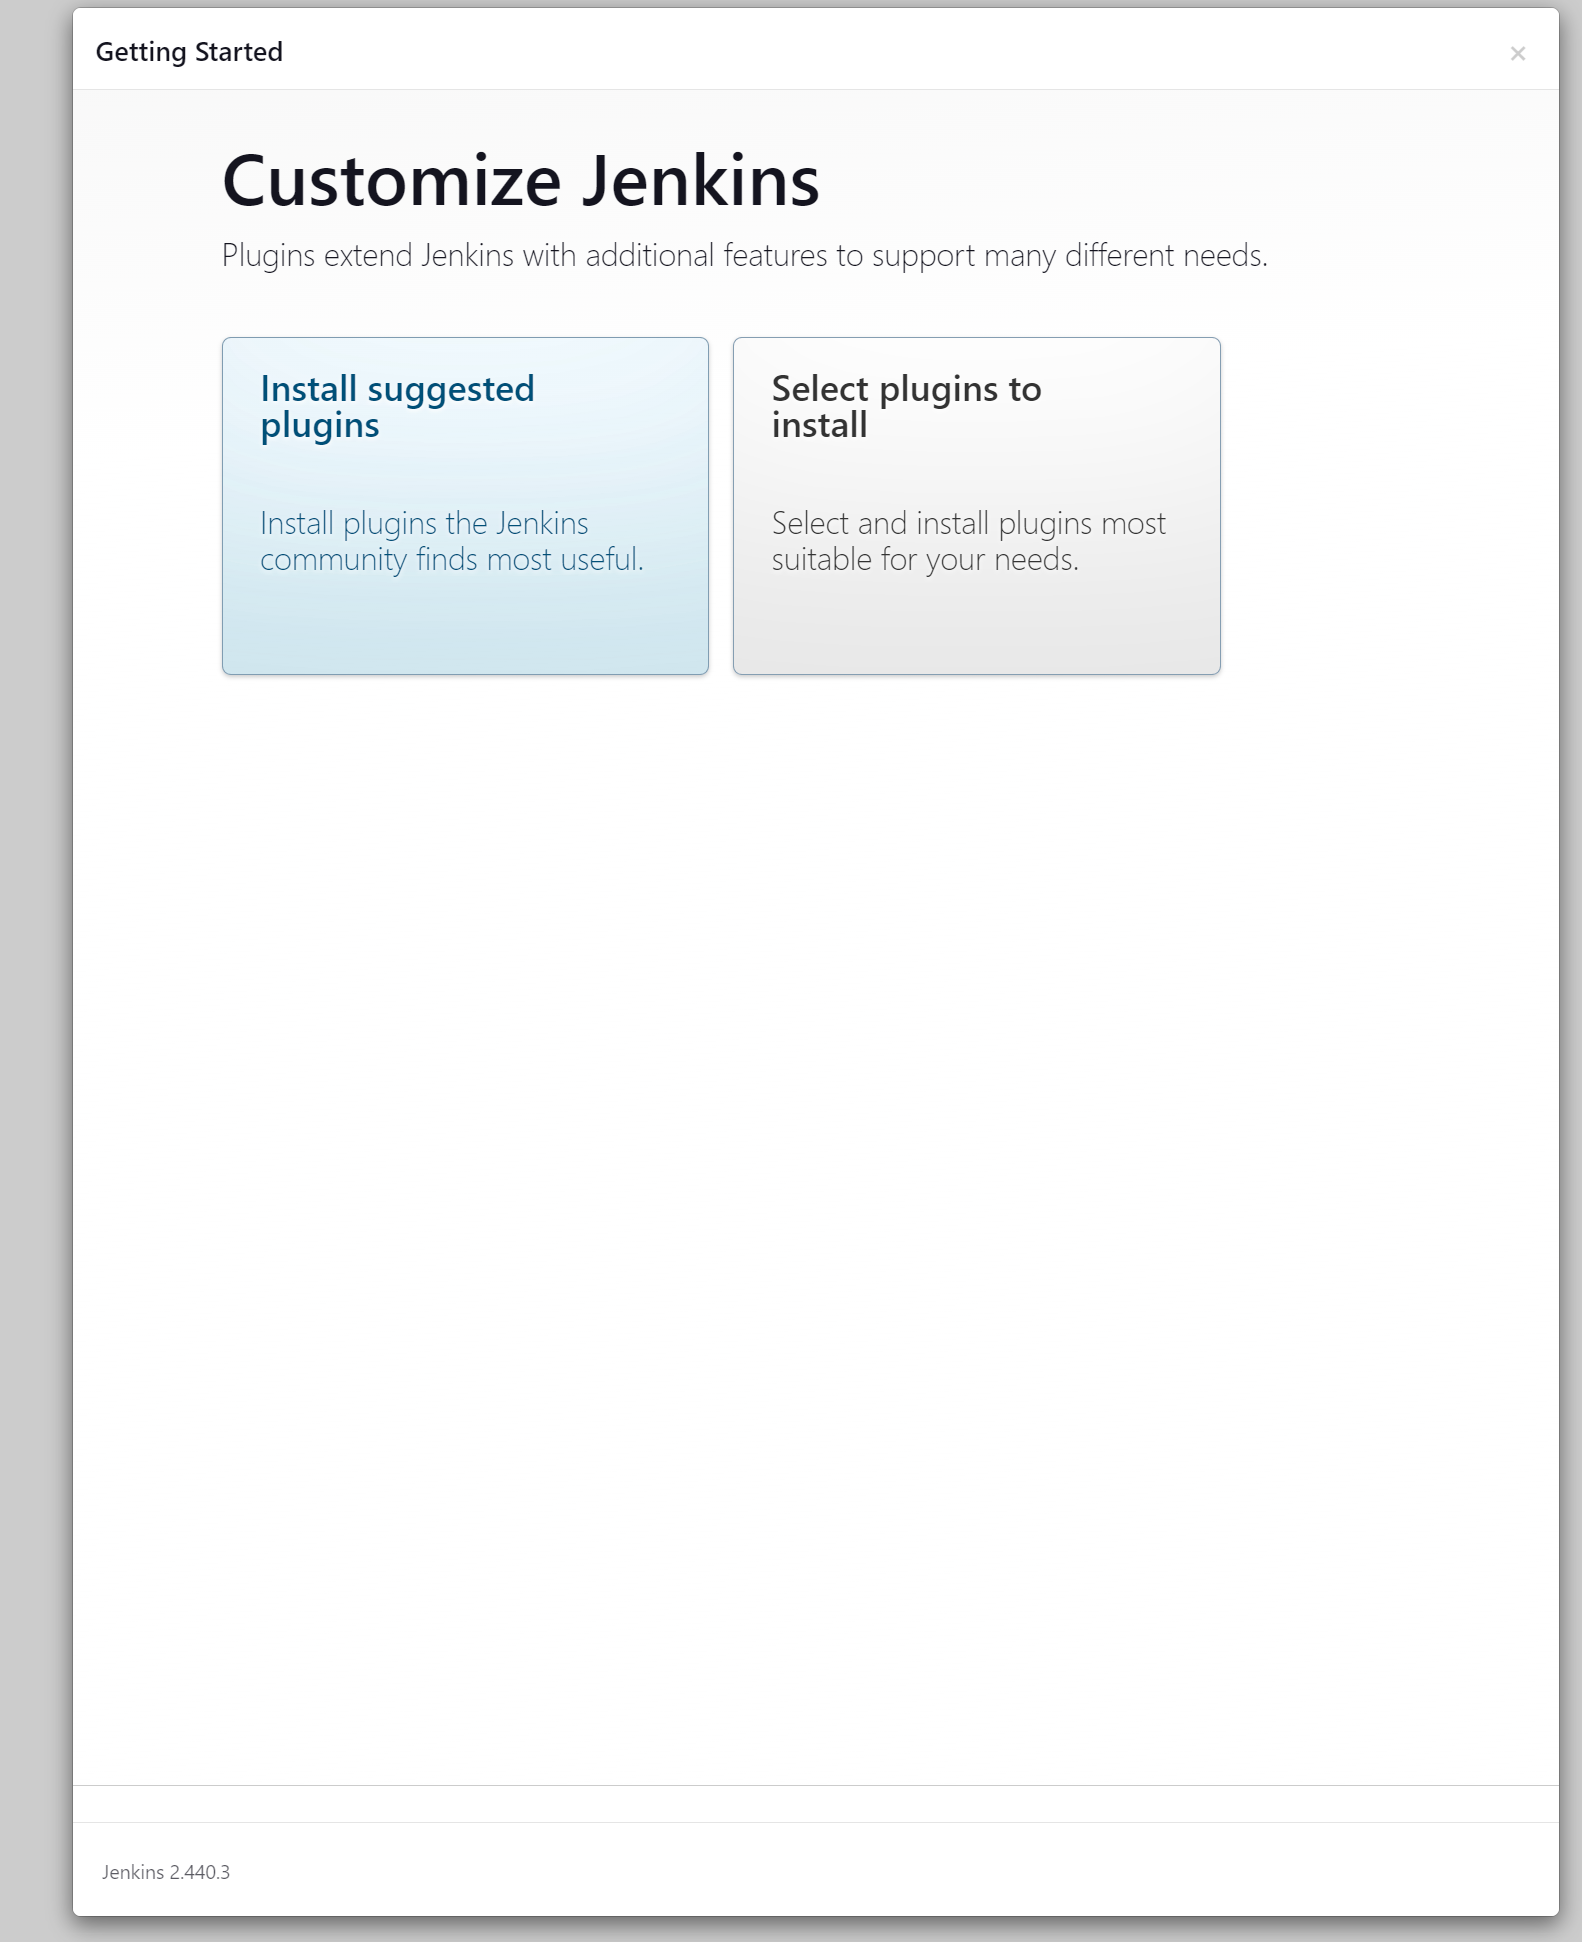 Getting Started
×
Customize Jenkins
Plugins extend Jenkins with additional features to support many different needs.
Install suggested
plugins
Install plugins the Jenkins
community finds most useful.
Select plugins to
install
Select and install plugins most
suitable for your needs.
Jenkins 2.440.3